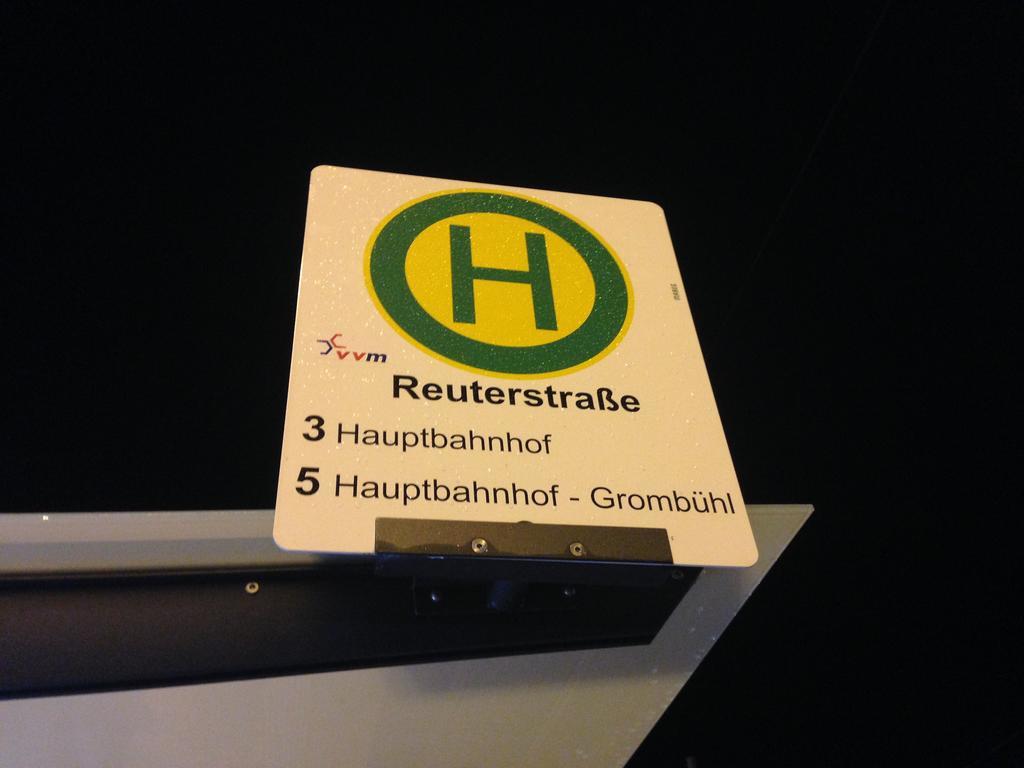 H
vvm
Reuterstraße
3 Hauptbahnhof
5 Hauptbahnhof - Grombühl